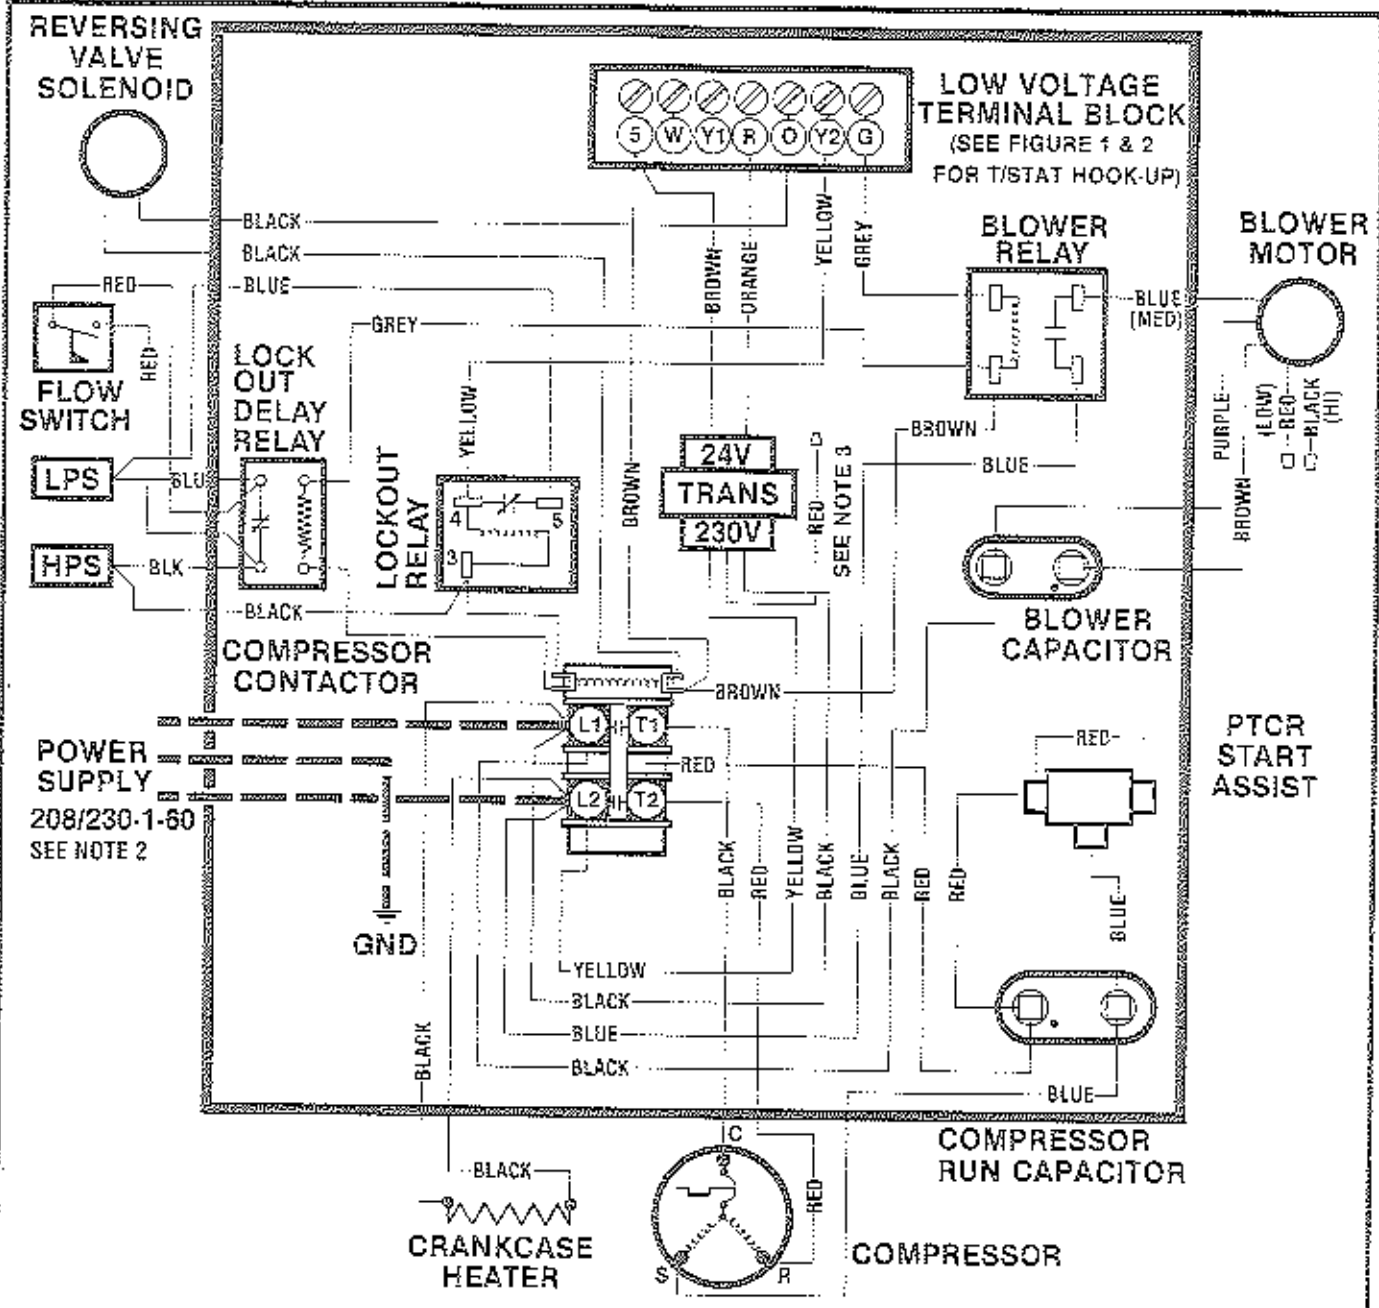 REVERSING
VALVE
SOLENOID
LOW VOLTAGE
TERMINAL BLOCK
(SEE FIGURE 1 & 2
FOR T/STAT HOOK-UP)
5 W Y1 R O Y2 G
BLACK
BLACK
BLUE
RED
GREY
RED
FLOW
SWITCH
LOCK
OUT
DELAY
RELAY
BROWN
ORANGE
YELLOW
GREY
BLOWER
RELAY
BLOWER
MOTOR
BLUE
(MED)
PURPLE
(LOW)
RED
BLACK
(HI)
BROWN
YELLOW
BROWN
BLUE
LPS
BLU
HPS
BLK
BLACK
LOCKOUT
RELAY
4
5
3
BROWN
24V
TRANS
230V
RED
SEE NOTE 3
BLOWER
CAPACITOR
COMPRESSOR
CONTACTOR
BROWN
L1 T1
RED
L2 T2
POWER
SUPPLY
208/230-1-60
SEE NOTE 2
GND
PTCR
START
ASSIST
RED
RED
BLUE
BLACK
RED
YELLOW
BLACK
BLUE
BLACK
RED
YELLOW
BLACK
BLUE
BLACK
BLACK
BLUE
COMPRESSOR
RUN CAPACITOR
BLACK
CRANKCASE
HEATER
C
S
R
RED
COMPRESSOR